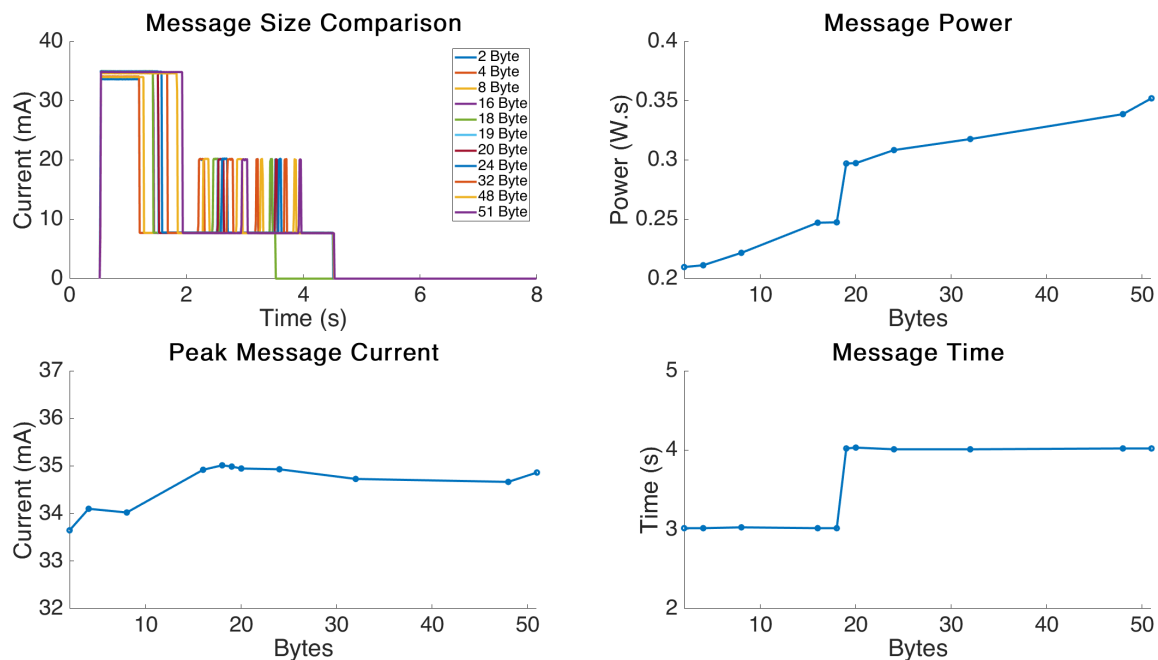 Message Size Comparison
Current (mA)
40
30
20
10
0
0 2 4 6 8
Time (s)
2 Byte
4 Byte
8 Byte
16 Byte
18 Byte
19 Byte
20 Byte
24 Byte
32 Byte
48 Byte
51 Byte
Message Power
Power (W.s)
0.4
0.35
0.3
0.25
0.2
10 20 30 40 50
Bytes
Peak Message Current
Current (mA)
37
36
35
34
33
32
10 20 30 40 50
Bytes
Message Time
Time (s)
5
4
3
2
10 20 30 40 50
Bytes